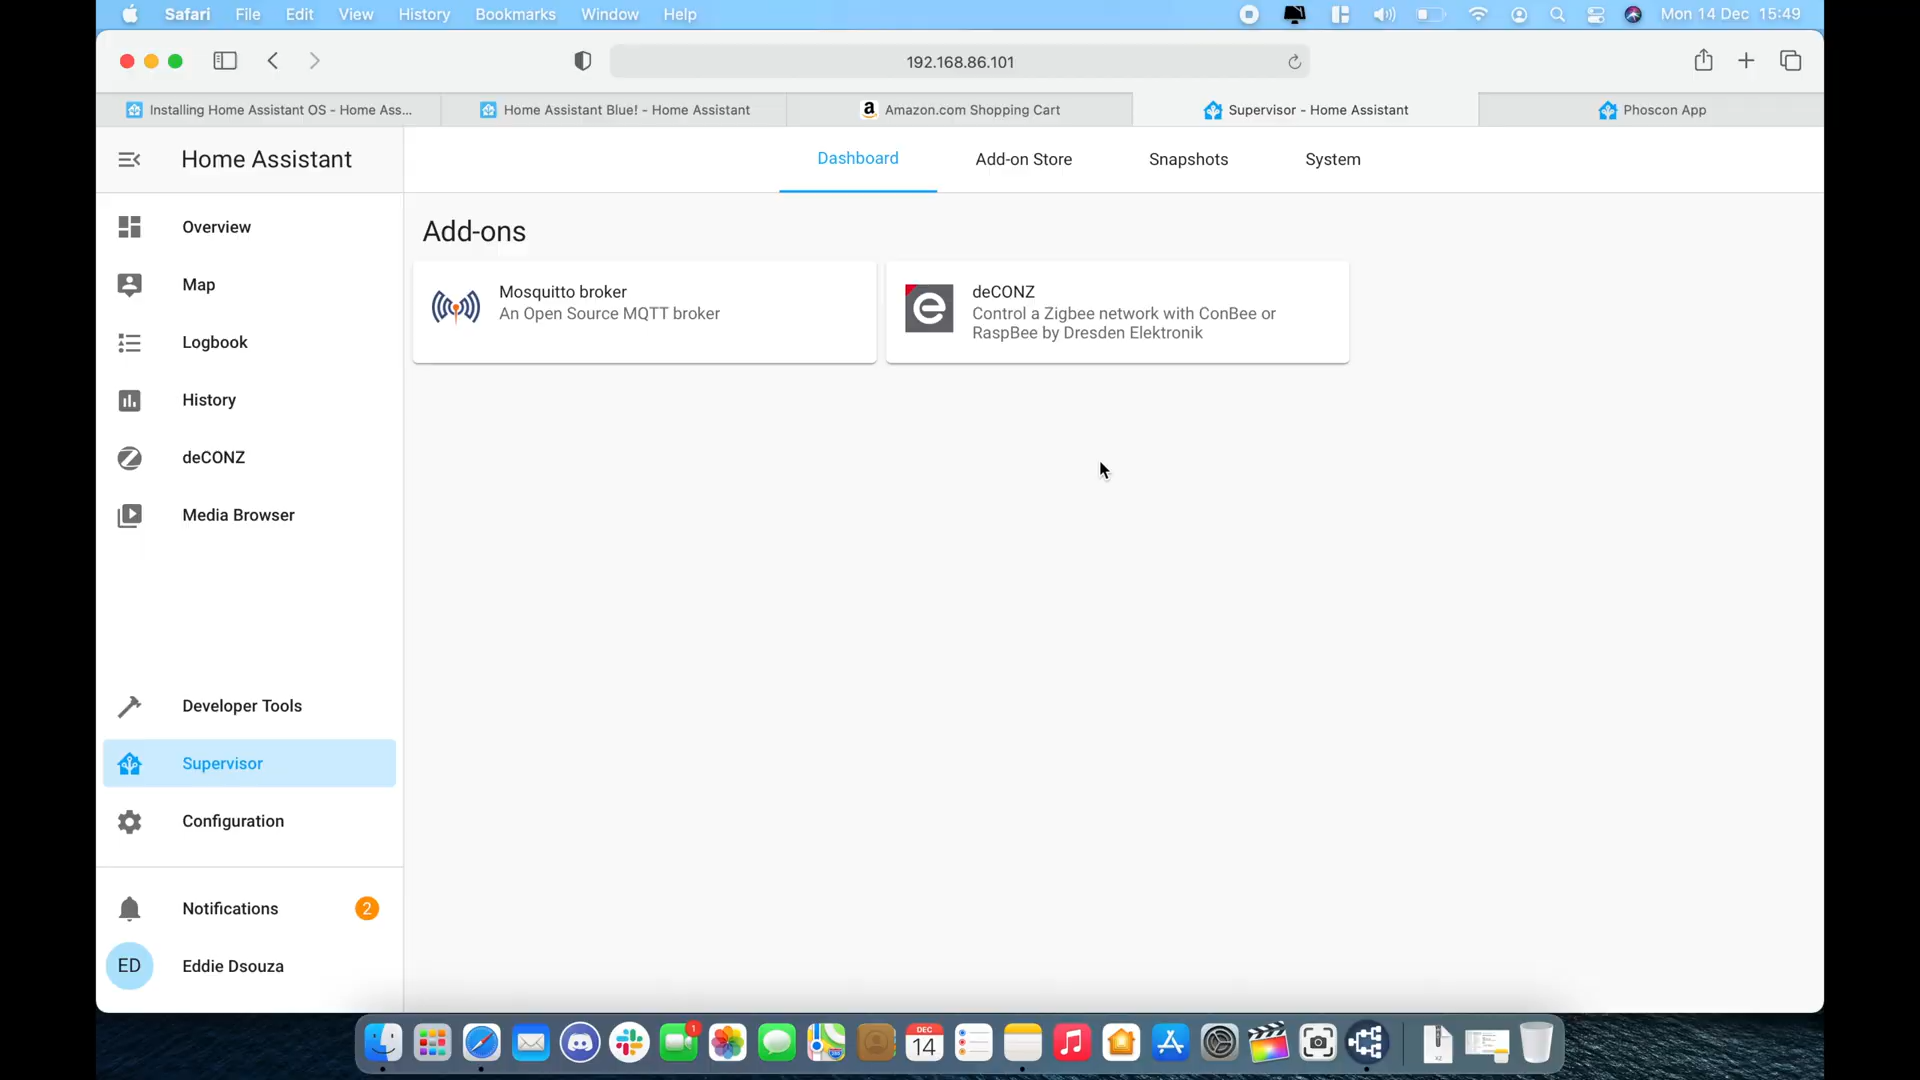 Safari File Edit View History Bookmarks Window Help Mon 14 Dec 15:49
192.168.86.101
Installing Home Assistant OS - Home Ass... Home Assistant Blue! - Home Assistant Amazon.com Shopping Cart Supervisor - Home Assistant Phoscon App
Home Assistant
Dashboard Add-on Store Snapshots System
Overview
Map
Logbook
History
deCONZ
Media Browser
Developer Tools
Supervisor
Configuration
Notifications 2
ED Eddie Dsouza
Add-ons
Mosquitto broker
An Open Source MQTT broker
deCONZ
Control a Zigbee network with ConBee or
RaspBee by Dresden Elektronik
1
DEC
14